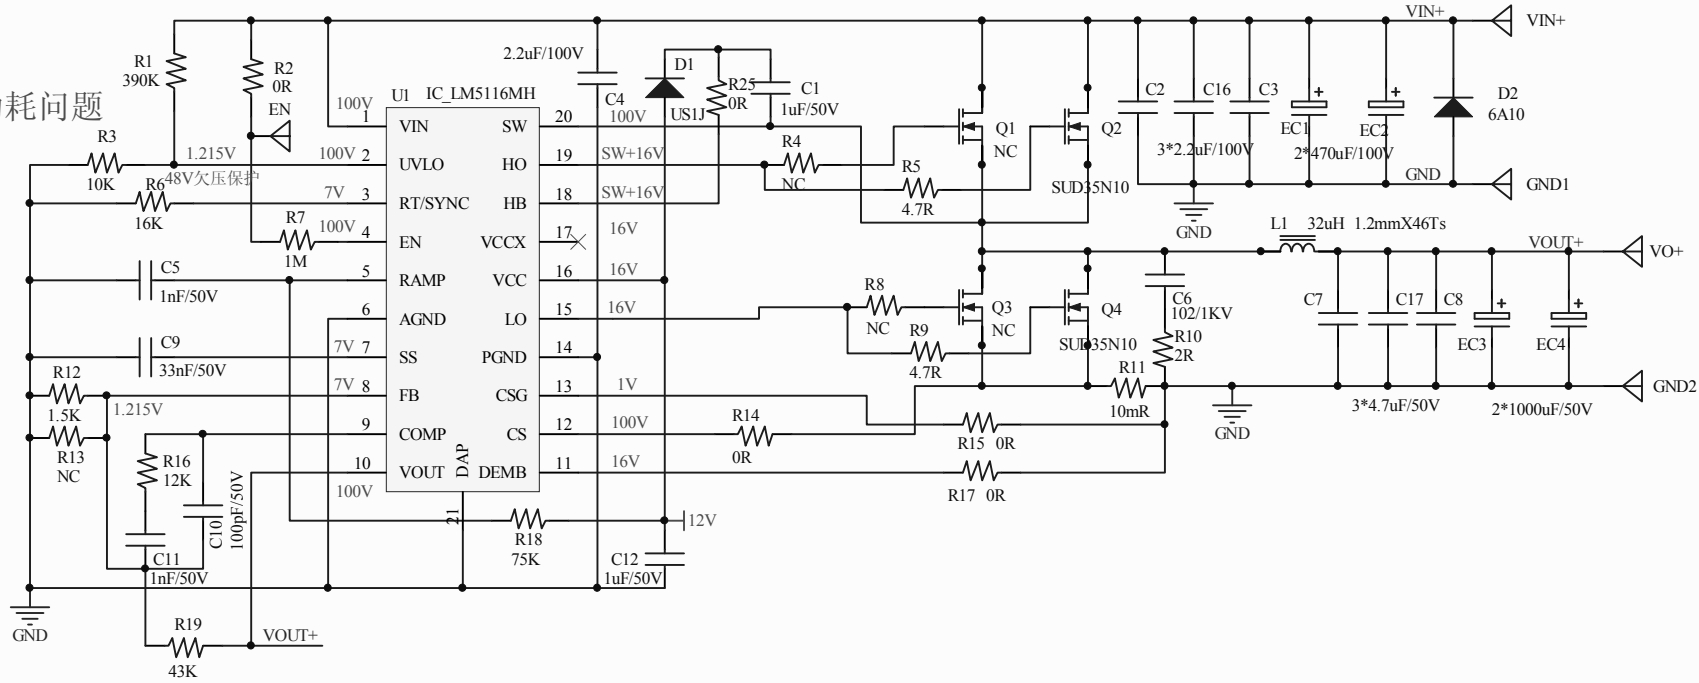 VIN+
VIN+
2.2uF/100V
R1
390K
R2
0R
EN
耗问题
D1
US1J
R25
0R
C1
1uF/50V
C4
U1
IC_LM5116MH
100V
1
VIN
SW
20
100V
R3
10K
1.215V
100V
2
UVLO
HO
19
SW+16V
48V欠压保护
R6
16K
7V
3
RT/SYNC
HB
18
SW+16V
R7
1M
100V
4
EN
VCCX
17
16V
C5
1nF/50V
5
RAMP
VCC
16
16V
6
AGND
LO
15
16V
C9
33nF/50V
7V
7
SS
PGND
14
R12
1.5K
7V
8
FB
CSG
13
1V
1.215V
R13
NC
9
COMP
CS
12
100V
R16
12K
10
VOUT
DEMB
11
16V
100V
DAP
21
C10
100pF/50V
C11
1nF/50V
R18
75K
12V
C12
1uF/50V
GND
R19
43K
VOUT+
R4
NC
R5
4.7R
Q1
NC
Q2
SUD35N10
C2
C16
C3
3*2.2uF/100V
EC1
EC2
2*470uF/100V
D2
6A10
GND
GND1
GND
L1
32uH
1.2mmX46Ts
VOUT+
VO+
R8
NC
R9
4.7R
Q3
NC
Q4
SUD35N10
C6
102/1KV
R10
2R
R11
10mR
C7
C17
C8
3*4.7uF/50V
EC3
EC4
2*1000uF/50V
GND2
GND
R14
0R
R15
0R
R17
0R